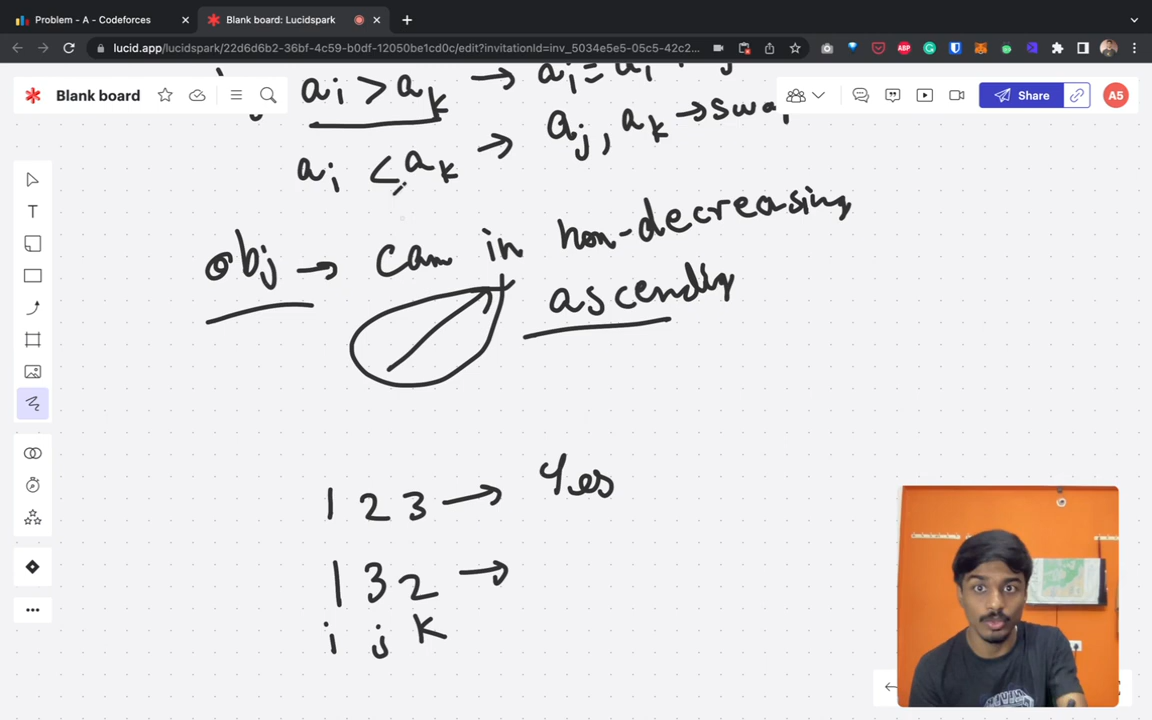 Problem - A - Codeforces
Blank board: Lucidspark
lucid.app/lucidspark/22d6d6b2-36bf-4c59-b0df-12050be1cd0c/edit?invitationId=inv_5034e5e5-05c5-42c2...
Blank board
Share
A5
ai > ak → ai =
ai < ak → aj, ak → swap
obj → can in non-decreasing
ascending
1 2 3 → Yes
1 3 2 →
i j k